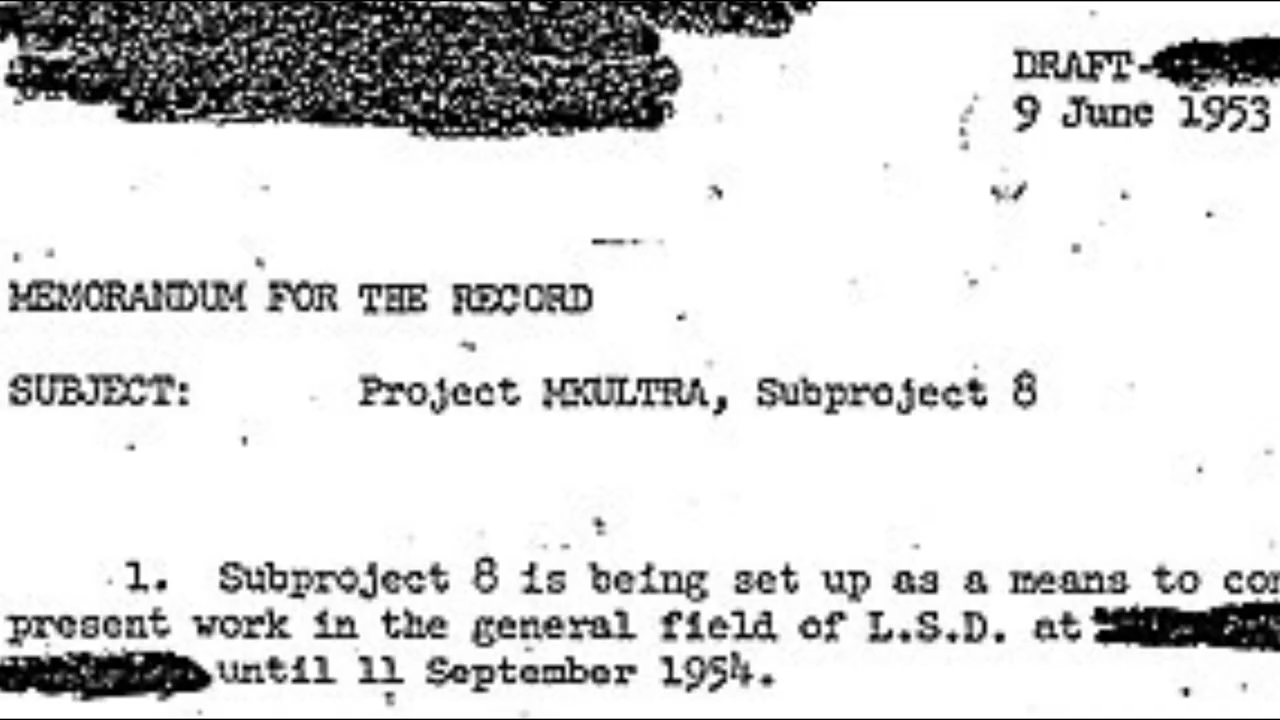 DRAFT-
9 June 1953
MEMORANDUM FOR THE RECORD
SUBJECT: Project MKULTRA, Subproject 8
1. Subproject 8 is being set up as a means to con
present work in the general field of L.S.D. at
until 11 September 1954.